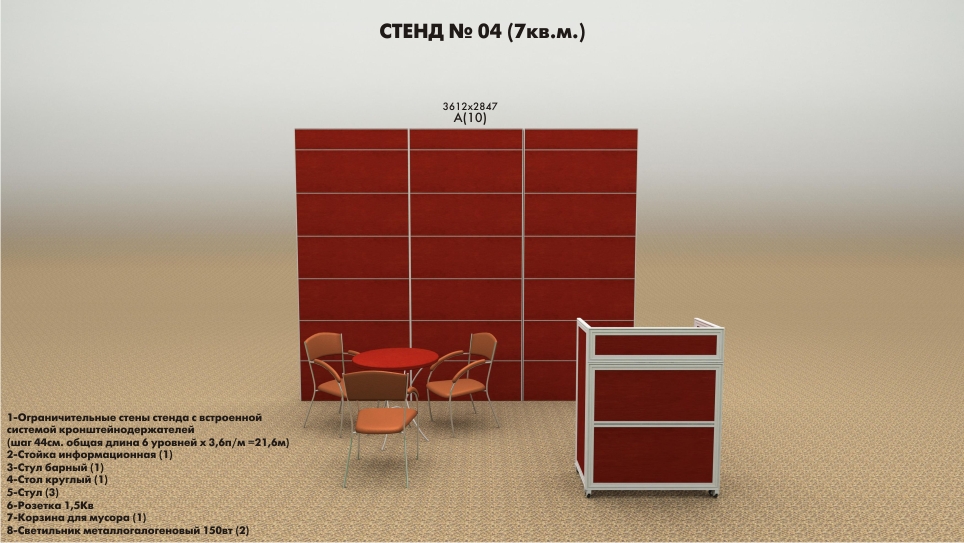 СТЕНД № 04 (7кв.м.)
3612х2847
А(10)
1-Ограничительные стены стенда с встроенной
системой кронштейнодержателей
(шаг 44см. общая длина 6 уровней х 3,6п/м =21,6м)
2-Стойка информационная (1)
3-Стул барный (1)
4-Стол круглый (1)
5-Стул (3)
6-Розетка 1,5Кв
7-Корзина для мусора (1)
8-Светильник металлогалогеновый 150вт (2)